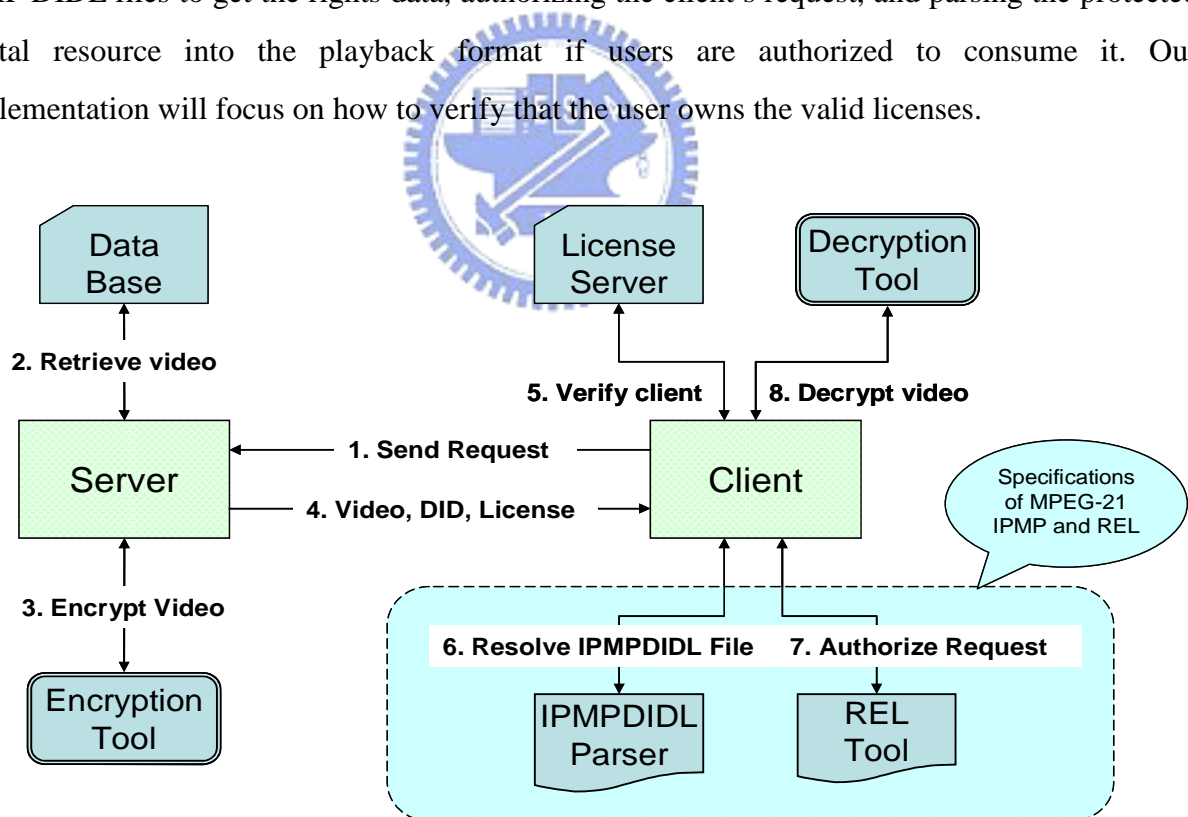 DIDL files to get the rights data, authorizing the client's request, and parsing the protected
resource into the playback format if users are authorized to consume it.
will focus on how to verify that the user owns the valid licenses.
Data
Base
License
Server
Decryption
Tool
2. Retrieve video
5. Verify client
8. Decrypt video
1. Send Request
Server
Client
4. Video, DID, License
Specifications
of MPEG-21
IPMP and REL
3. Encrypt Video
6. Resolve IPMPDIDL File
7. Authorize Request
Encryption
Tool
IPMPDIDL
Parser
REL
Tool